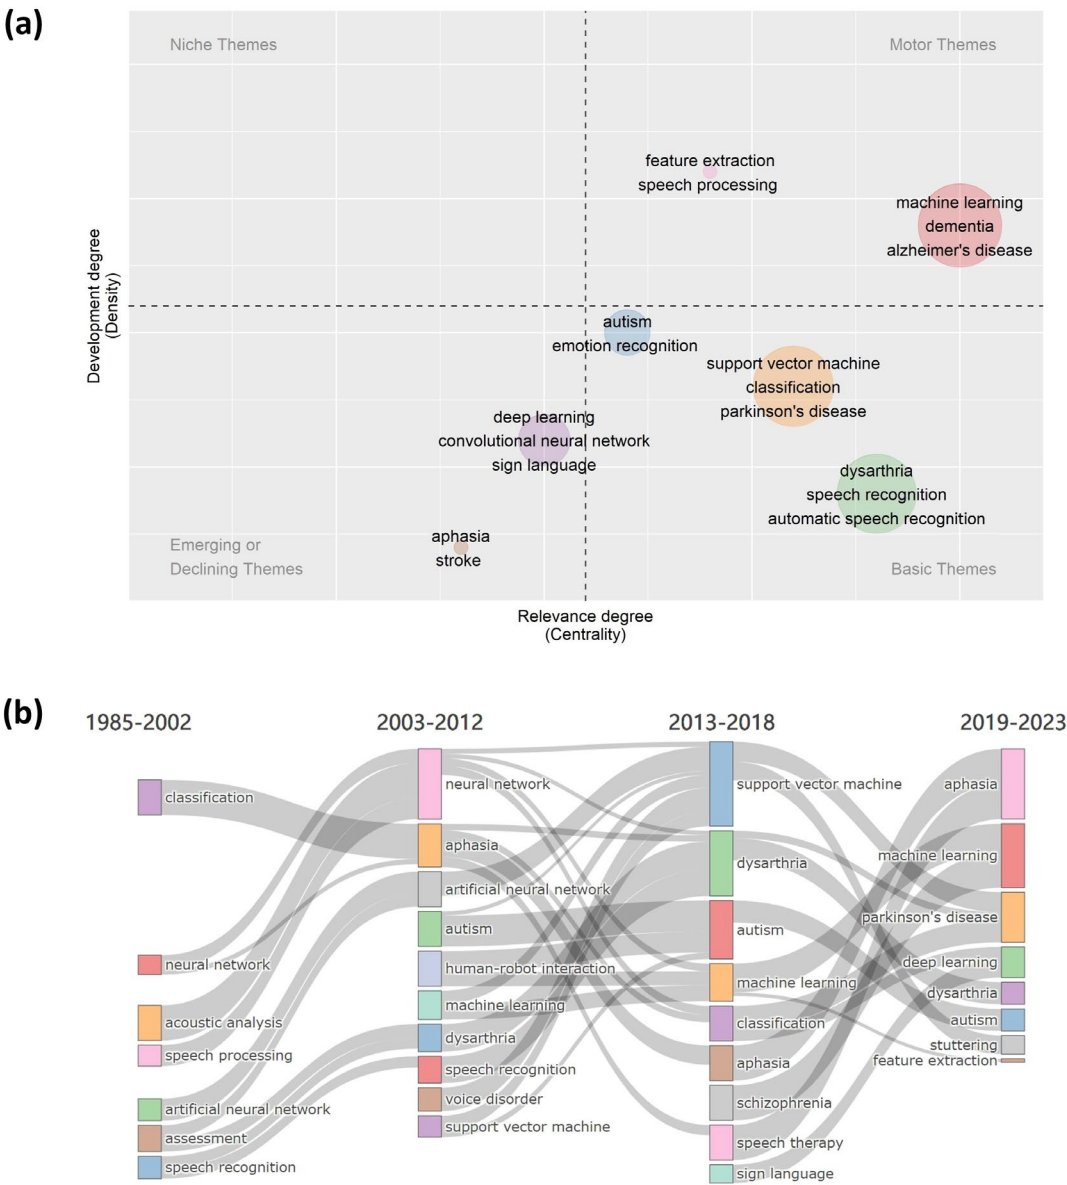 (a)
Niche Themes
Motor Themes
feature extraction
speech processing
machine learning
dementia
alzheimer's disease
Development degree
(Density)
autism
emotion recognition
support vector machine
classification
parkinson's disease
deep learning
convolutional neural network
sign language
dysarthria
speech recognition
automatic speech recognition
aphasia
stroke
Emerging or
Declining Themes
Basic Themes
Relevance degree
(Centrality)
(b)
1985-2002
2003-2012
2013-2018
2019-2023
classification
neural network
acoustic analysis
speech processing
artificial neural network
assessment
speech recognition
neural network
aphasia
artificial neural network
autism
human-robot interaction
machine learning
dysarthria
speech recognition
voice disorder
support vector machine
support vector machine
dysarthria
autism
machine learning
classification
aphasia
schizophrenia
speech therapy
sign language
aphasia
machine learning
parkinson's disease
deep learning
dysarthria
autism
stuttering
feature extraction